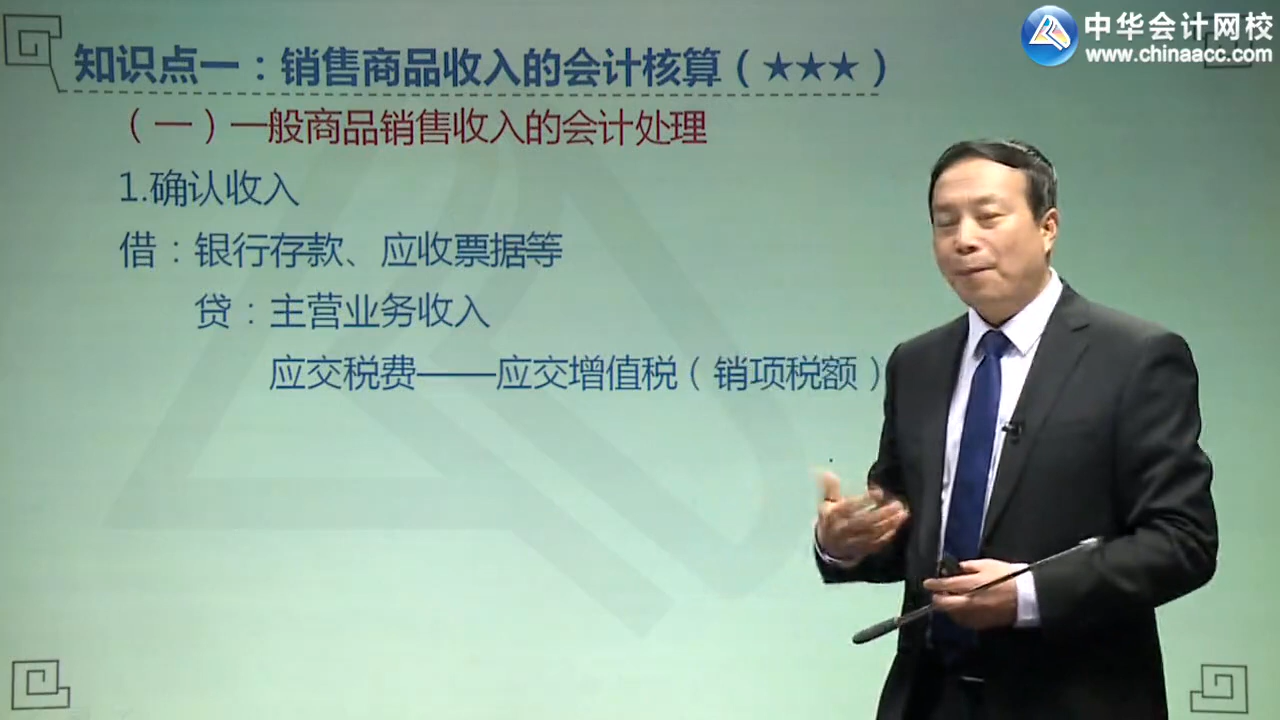 中华会计网校
www.chinaacc.com
知识点一：销售商品收入的会计核算（★★★）
（一）一般商品销售收入的会计处理
1.确认收入
借：银行存款、应收票据等
贷：主营业务收入
应交税费——应交增值税（销项税额）